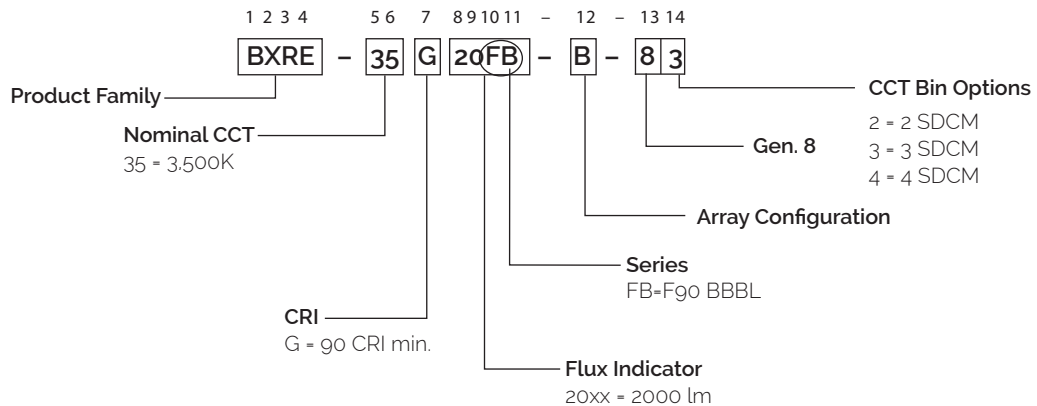 1 2 3 4 5 6 7 8 9 10 11 – 12 – 13 14
BXRE – 35 G 20FB – B – 8 3
Product Family
CCT Bin Options
2 = 2 SDCM
3 = 3 SDCM
4 = 4 SDCM
Nominal CCT
35 = 3,500K
Gen. 8
Array Configuration
Series
FB=F90 BBBL
CRI
G = 90 CRI min.
Flux Indicator
20xx = 2000 lm